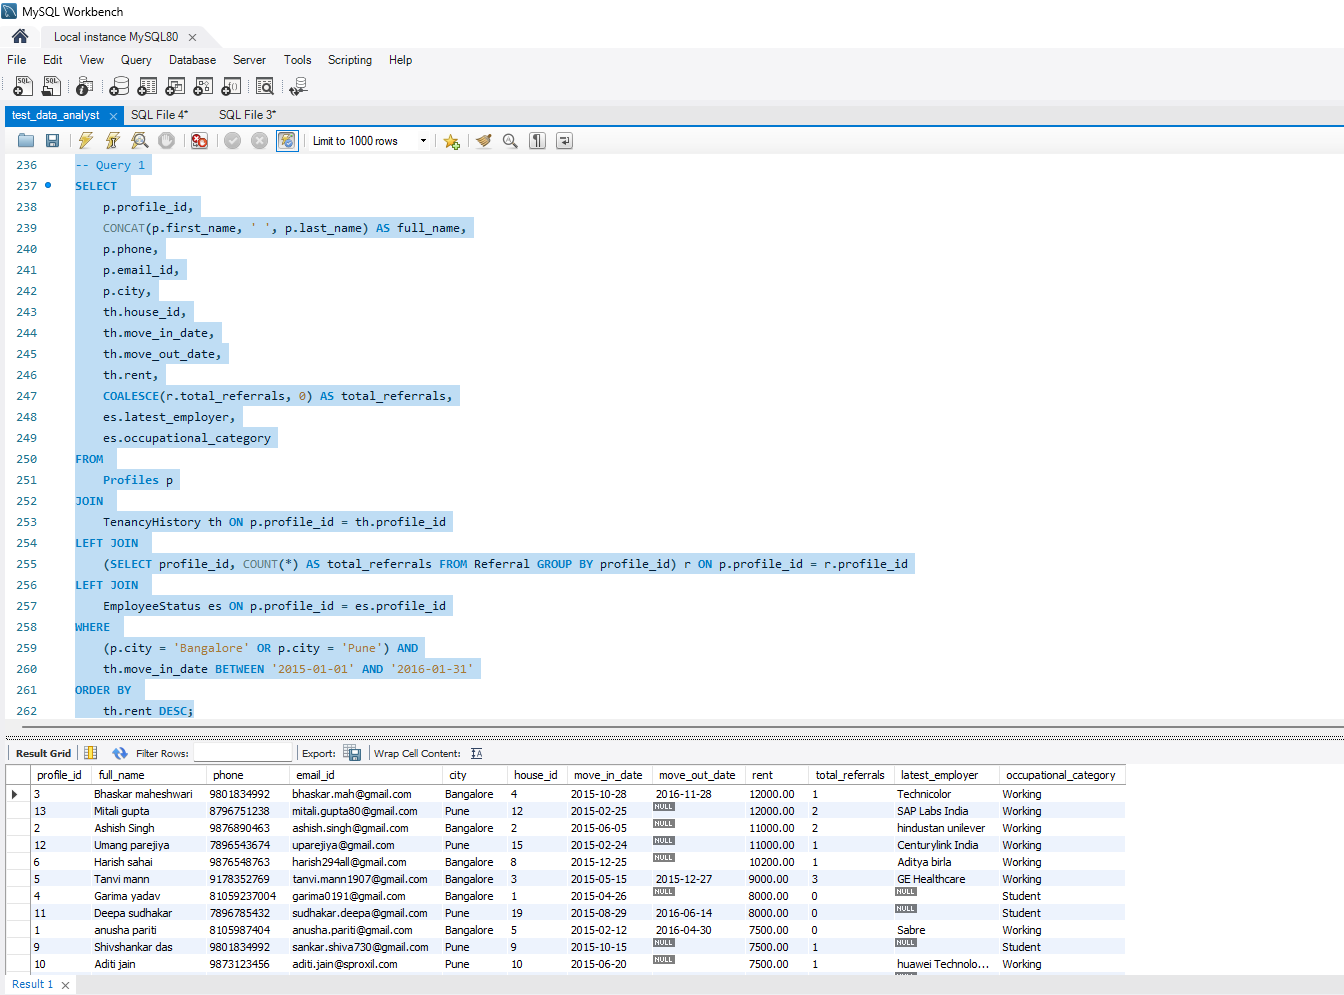 MySQL Workbench
Local instance MySQL80
File Edit View Query Database Server Tools Scripting Help
test_data_analyst SQL File 4* SQL File 3*
Limit to 1000 rows
236 -- Query 1
237 SELECT
238 p.profile_id,
239 CONCAT(p.first_name, ' ', p.last_name) AS full_name,
240 p.phone,
241 p.email_id,
242 p.city,
243 th.house_id,
244 th.move_in_date,
245 th.move_out_date,
246 th.rent,
247 COALESCE(r.total_referrals, 0) AS total_referrals,
248 es.latest_employer,
249 es.occupational_category
250 FROM
251 Profiles p
252 JOIN
253 TenancyHistory th ON p.profile_id = th.profile_id
254 LEFT JOIN
255 (SELECT profile_id, COUNT(*) AS total_referrals FROM Referral GROUP BY profile_id) r ON p.profile_id = r.profile_id
256 LEFT JOIN
257 EmployeeStatus es ON p.profile_id = es.profile_id
258 WHERE
259 (p.city = 'Bangalore' OR p.city = 'Pune') AND
260 th.move_in_date BETWEEN '2015-01-01' AND '2016-01-31'
261 ORDER BY
262 th.rent DESC;
Result Grid Filter Rows: Export: Wrap Cell Content:
profile_id full_name phone email_id city house_id move_in_date move_out_date rent total_referrals latest_employer occupational_category
3 Bhaskar maheshwari 9801834992 bhaskar.mah@gmail.com Bangalore 4 2015-10-28 2016-11-28 12000.00 1 Technicolor Working
13 Mitali gupta 8796751238 mitali.gupta80@gmail.com Pune 12 2015-02-25 NULL 12000.00 2 SAP Labs India Working
2 Ashish Singh 9876890463 ashish.singh@gmail.com Bangalore 2 2015-06-05 NULL 11000.00 2 hindustan unilever Working
12 Umang parejiya 7896543674 uparejiya@gmail.com Pune 15 2015-02-24 NULL 11000.00 1 Centurylink India Working
6 Harish sahai 9876548763 harish294all@gmail.com Bangalore 8 2015-12-25 NULL 10200.00 1 Aditya birla Working
5 Tanvi mann 9178352769 tanvi.mann1907@gmail.com Bangalore 3 2015-05-15 2015-12-27 9000.00 3 GE Healthcare Working
4 Garima yadav 81059237004 garima0191@gmail.com Bangalore 1 2015-04-26 NULL 8000.00 0 NULL Student
11 Deepa sudhakar 7896785432 sudhakar.deepa@gmail.com Pune 19 2015-08-29 2016-06-14 8000.00 0 NULL Student
1 anusha pariti 8105987404 anusha.pariti@gmail.com Bangalore 5 2015-02-12 2016-04-30 7500.00 0 Sabre Working
9 Shivshankar das 9801834992 sankar.shiva730@gmail.com Pune 9 2015-10-15 NULL 7500.00 1 NULL Student
10 Aditi jain 9873123456 aditi.jain@sproxil.com Pune 10 2015-06-20 NULL 7500.00 1 huawei Technolo... Working
Result 1